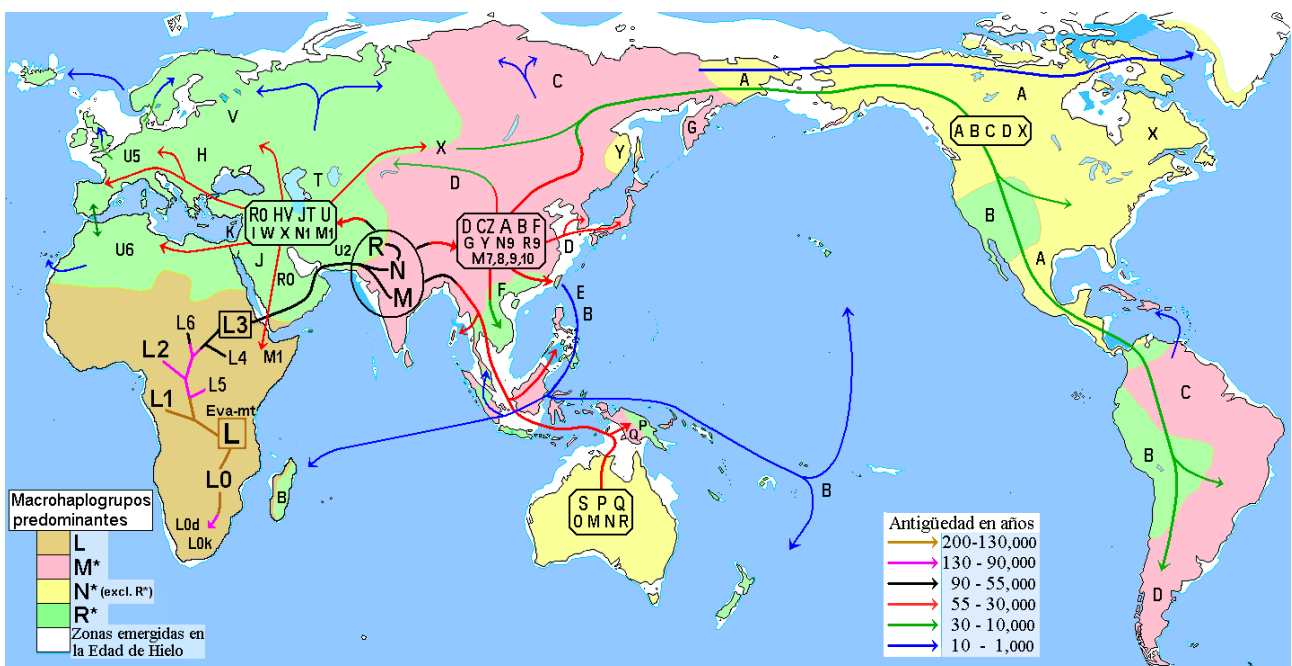 C
A
A
V
G
A B C D X
X
Y
U5
H
X
T
D
B
R0 HV JT U
I W X N1 M1
D CZ A B F
G Y N9 R9
M7,8,9,10
K
R
U2
D
U6
J
N
A
R0
M
F
E
B
L6
L3
L2
L4
M1
C
L5
L1
Eva-mt
L
P
Q
B
L0
B
B
S P Q
O M N R
L0d
L0k
D
Macrohaplogrupos
predominantes
L
M*
N* (excl. R*)
R*
Zonas emergidas en
la Edad de Hielo
Antigüedad en años
200-130,000
130 - 90,000
90 - 55,000
55 - 30,000
30 - 10,000
10 - 1,000